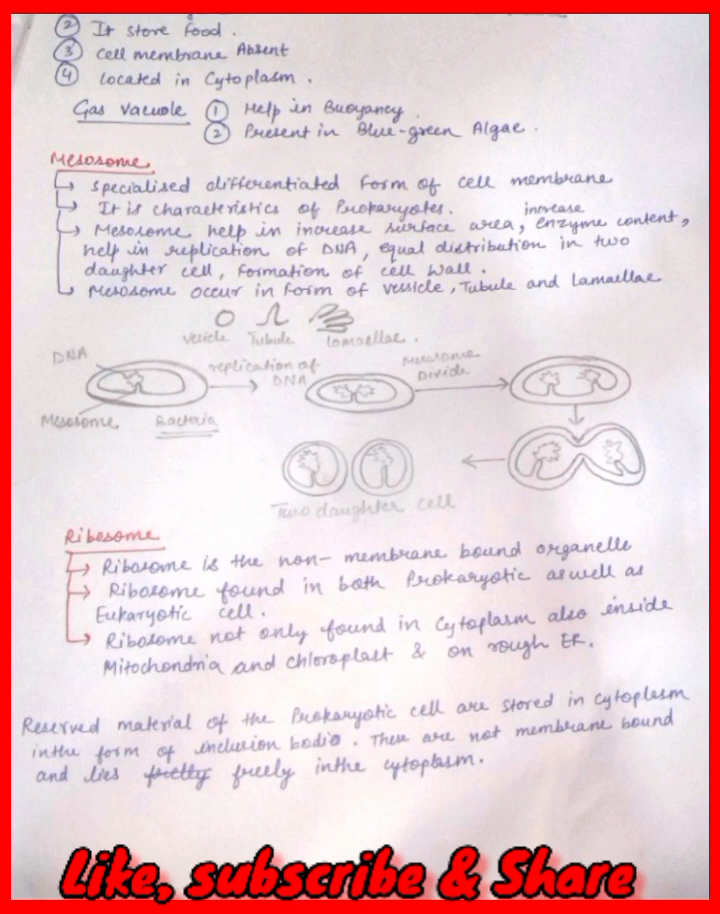 ② It store food.
③ cell membrane Absent
④ located in Cytoplasm.
Gas Vacuole ① Help in Buoyancy.
② Present in Blue-green Algae.
Mesosome
→ specialised differentiated form of cell membrane
→ It is characteristics of Prokaryotes.
increase
→ Mesosome help in increase surface area, enzyme content,
help in replication of DNA, equal distribution in two
daughter cell, formation of cell wall.
→ Mesosome occur in form of vessicle, Tubule and lamaellae
vesicle Tubule lamaellae.
DNA
replication of
DNA
Mesosome
Divide
Mesosome Bacteria
Two daughter cell
Ribosome
→ Ribosome is the non-membrane bound organelle
→ Ribosome found in both Prokaryotic as well as
Eukaryotic cell.
→ Ribosome not only found in Cytoplasm also inside
Mitochondria and chloroplast & on rough ER.
Reserved material of the Prokaryotic cell are stored in cytoplasm
in the form of inclusion bodis. These are not membrane bound
and lies freely in the cytoplasm.
Like, subscribe & Share